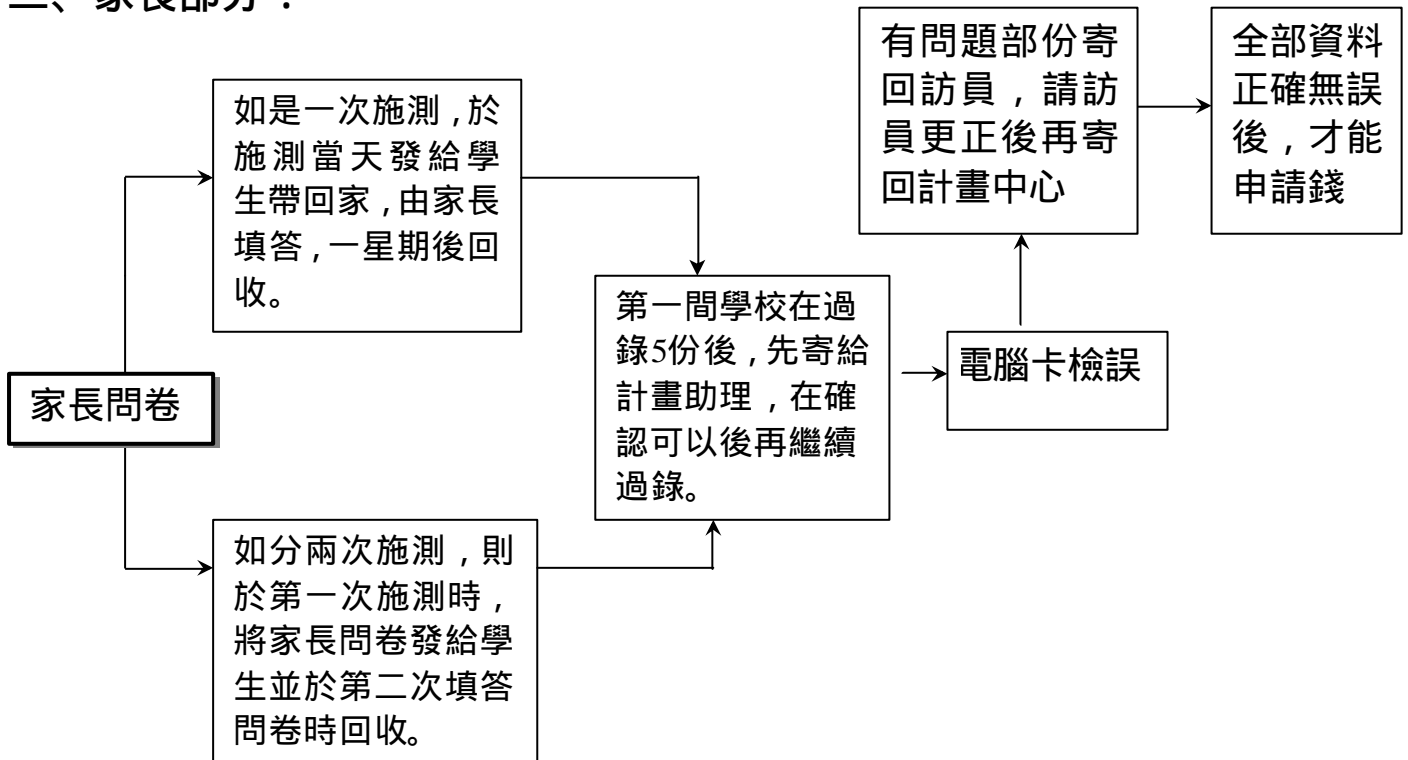 、家長部分：
家長問卷
如是一次施測，於
施測當天發給學
生帶回家，由家長
填答，一星期後回
收。
如分兩次施測，則
於第一次施測時，
將家長問卷發給學
生並於第二次填答
問卷時回收。
第一間學校在過
錄5份後，先寄給
計畫助理，在確
認可以後再繼續
過錄。
電腦卡檢誤
有問題部份寄
回訪員，請訪
員更正後再寄
回計畫中心
全部資料
正確無誤
後，才能
申請錢